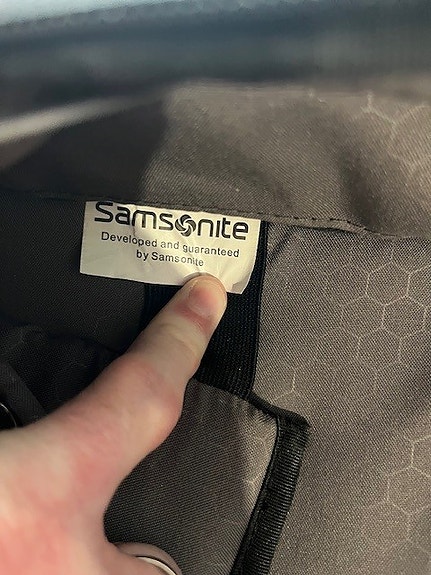 Samsonite
Developed and guaranteed
by Samsonite